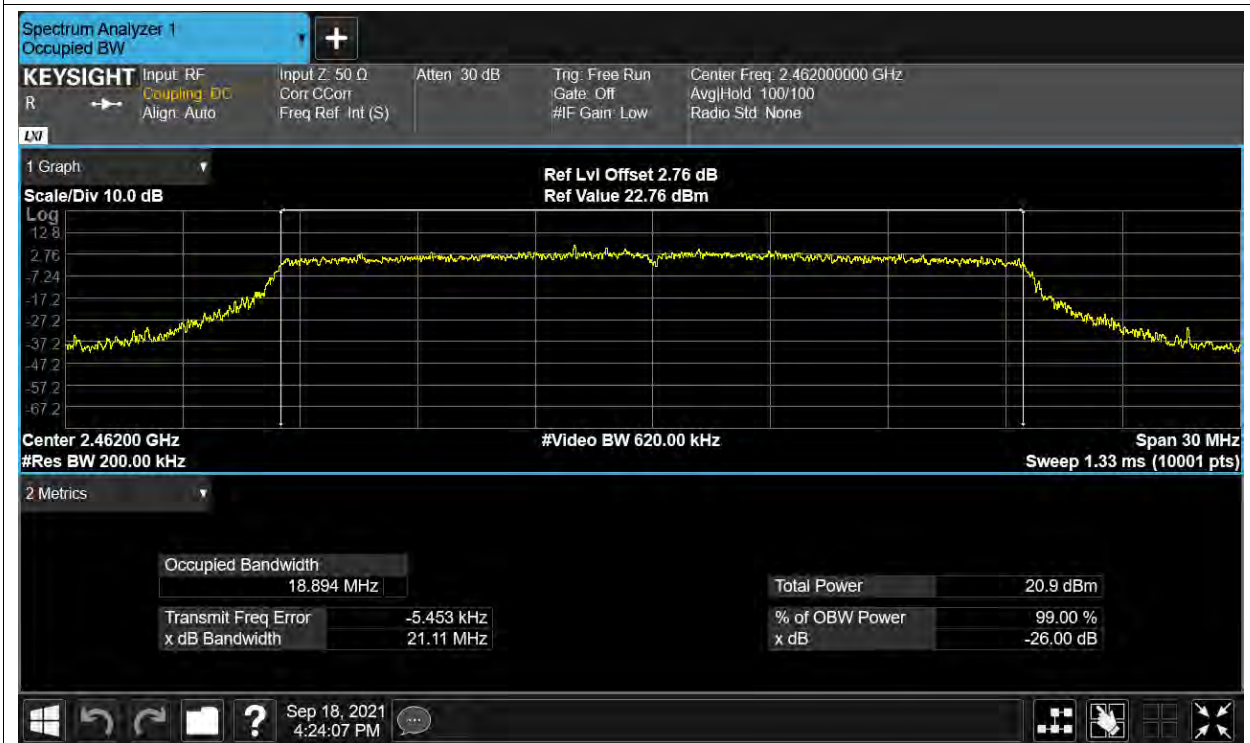 Spectrum Analyzer 1
Occupied BW
+
KEYSIGHT Input: RF Input Z: 50 Ω Atten: 30 dB Trig: Free Run Center Freq: 2.462000000 GHz
R Coupling: DC Corr CCorr Gate: Off Avg|Hold: 100/100
Align: Auto Freq Ref: Int (S) #IF Gain: Low Radio Std: None
LXI
1 Graph
Ref Lvl Offset 2.76 dB
Scale/Div 10.0 dB Ref Value 22.76 dBm
Log
12.8
2.76
-7.24
-17.2
-27.2
-37.2
-47.2
-57.2
-67.2
Center 2.46200 GHz #Video BW 620.00 kHz Span 30 MHz
#Res BW 200.00 kHz Sweep 1.33 ms (10001 pts)
2 Metrics
Occupied Bandwidth
18.894 MHz Total Power 20.9 dBm
Transmit Freq Error -5.453 kHz % of OBW Power 99.00 %
x dB Bandwidth 21.11 MHz x dB -26.00 dB
? Sep 18, 2021
4:24:07 PM